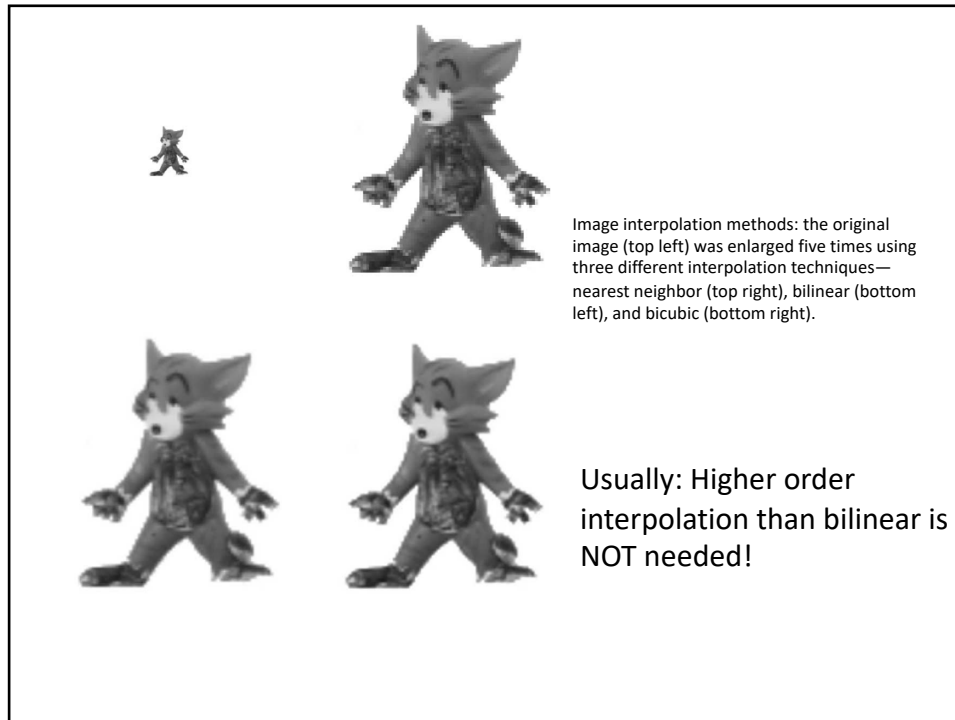 Image interpolation methods: the original
image (top left) was enlarged five times using
three different interpolation techniques—
nearest neighbor (top right), bilinear (bottom
left), and bicubic (bottom right).
Usually: Higher order
interpolation than bilinear is
NOT needed!